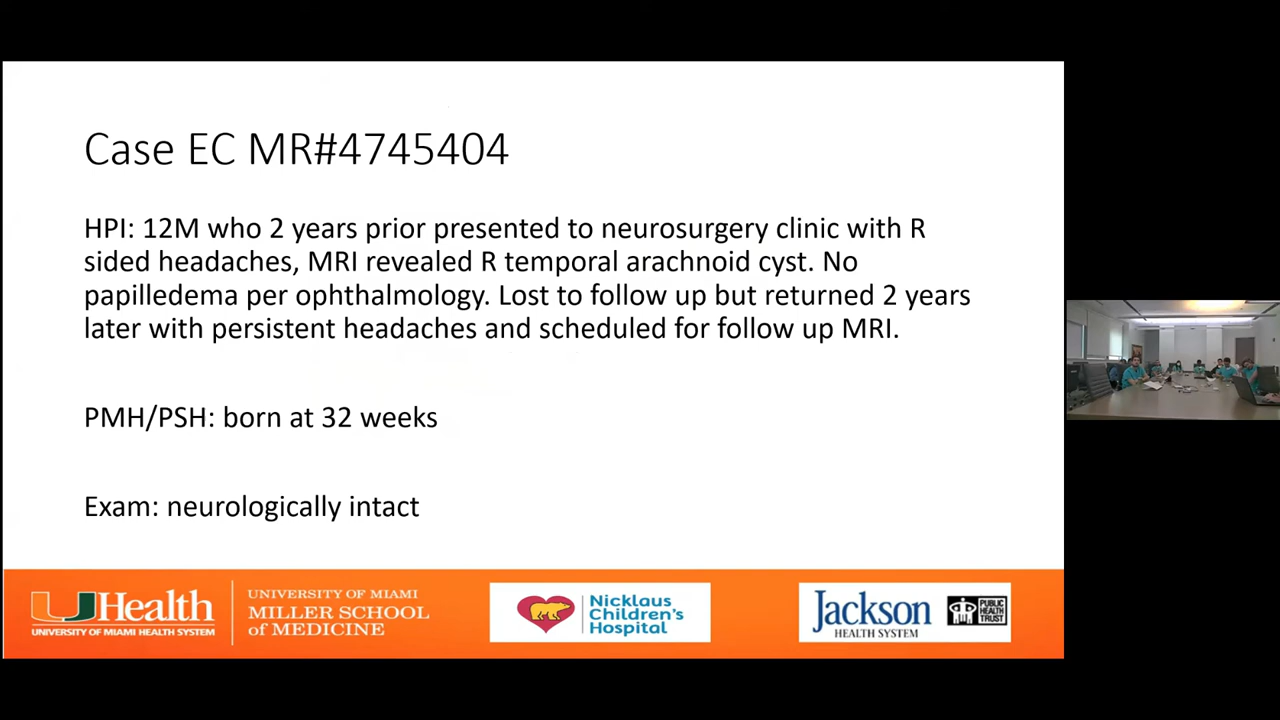 Case EC MR#4745404
HPI: 12M who 2 years prior presented to neurosurgery clinic with R
sided headaches, MRI revealed R temporal arachnoid cyst. No
papilledema per ophthalmology. Lost to follow up but returned 2 years
later with persistent headaches and scheduled for follow up MRI.
PMH/PSH: born at 32 weeks
Exam: neurologically intact
UHealth
UNIVERSITY OF MIAMI HEALTH SYSTEM
UNIVERSITY OF MIAMI
MILLER SCHOOL
of MEDICINE
Nicklaus
Children's
Hospital
Jackson
HEALTH SYSTEM
PUBLIC
HEALTH
TRUST